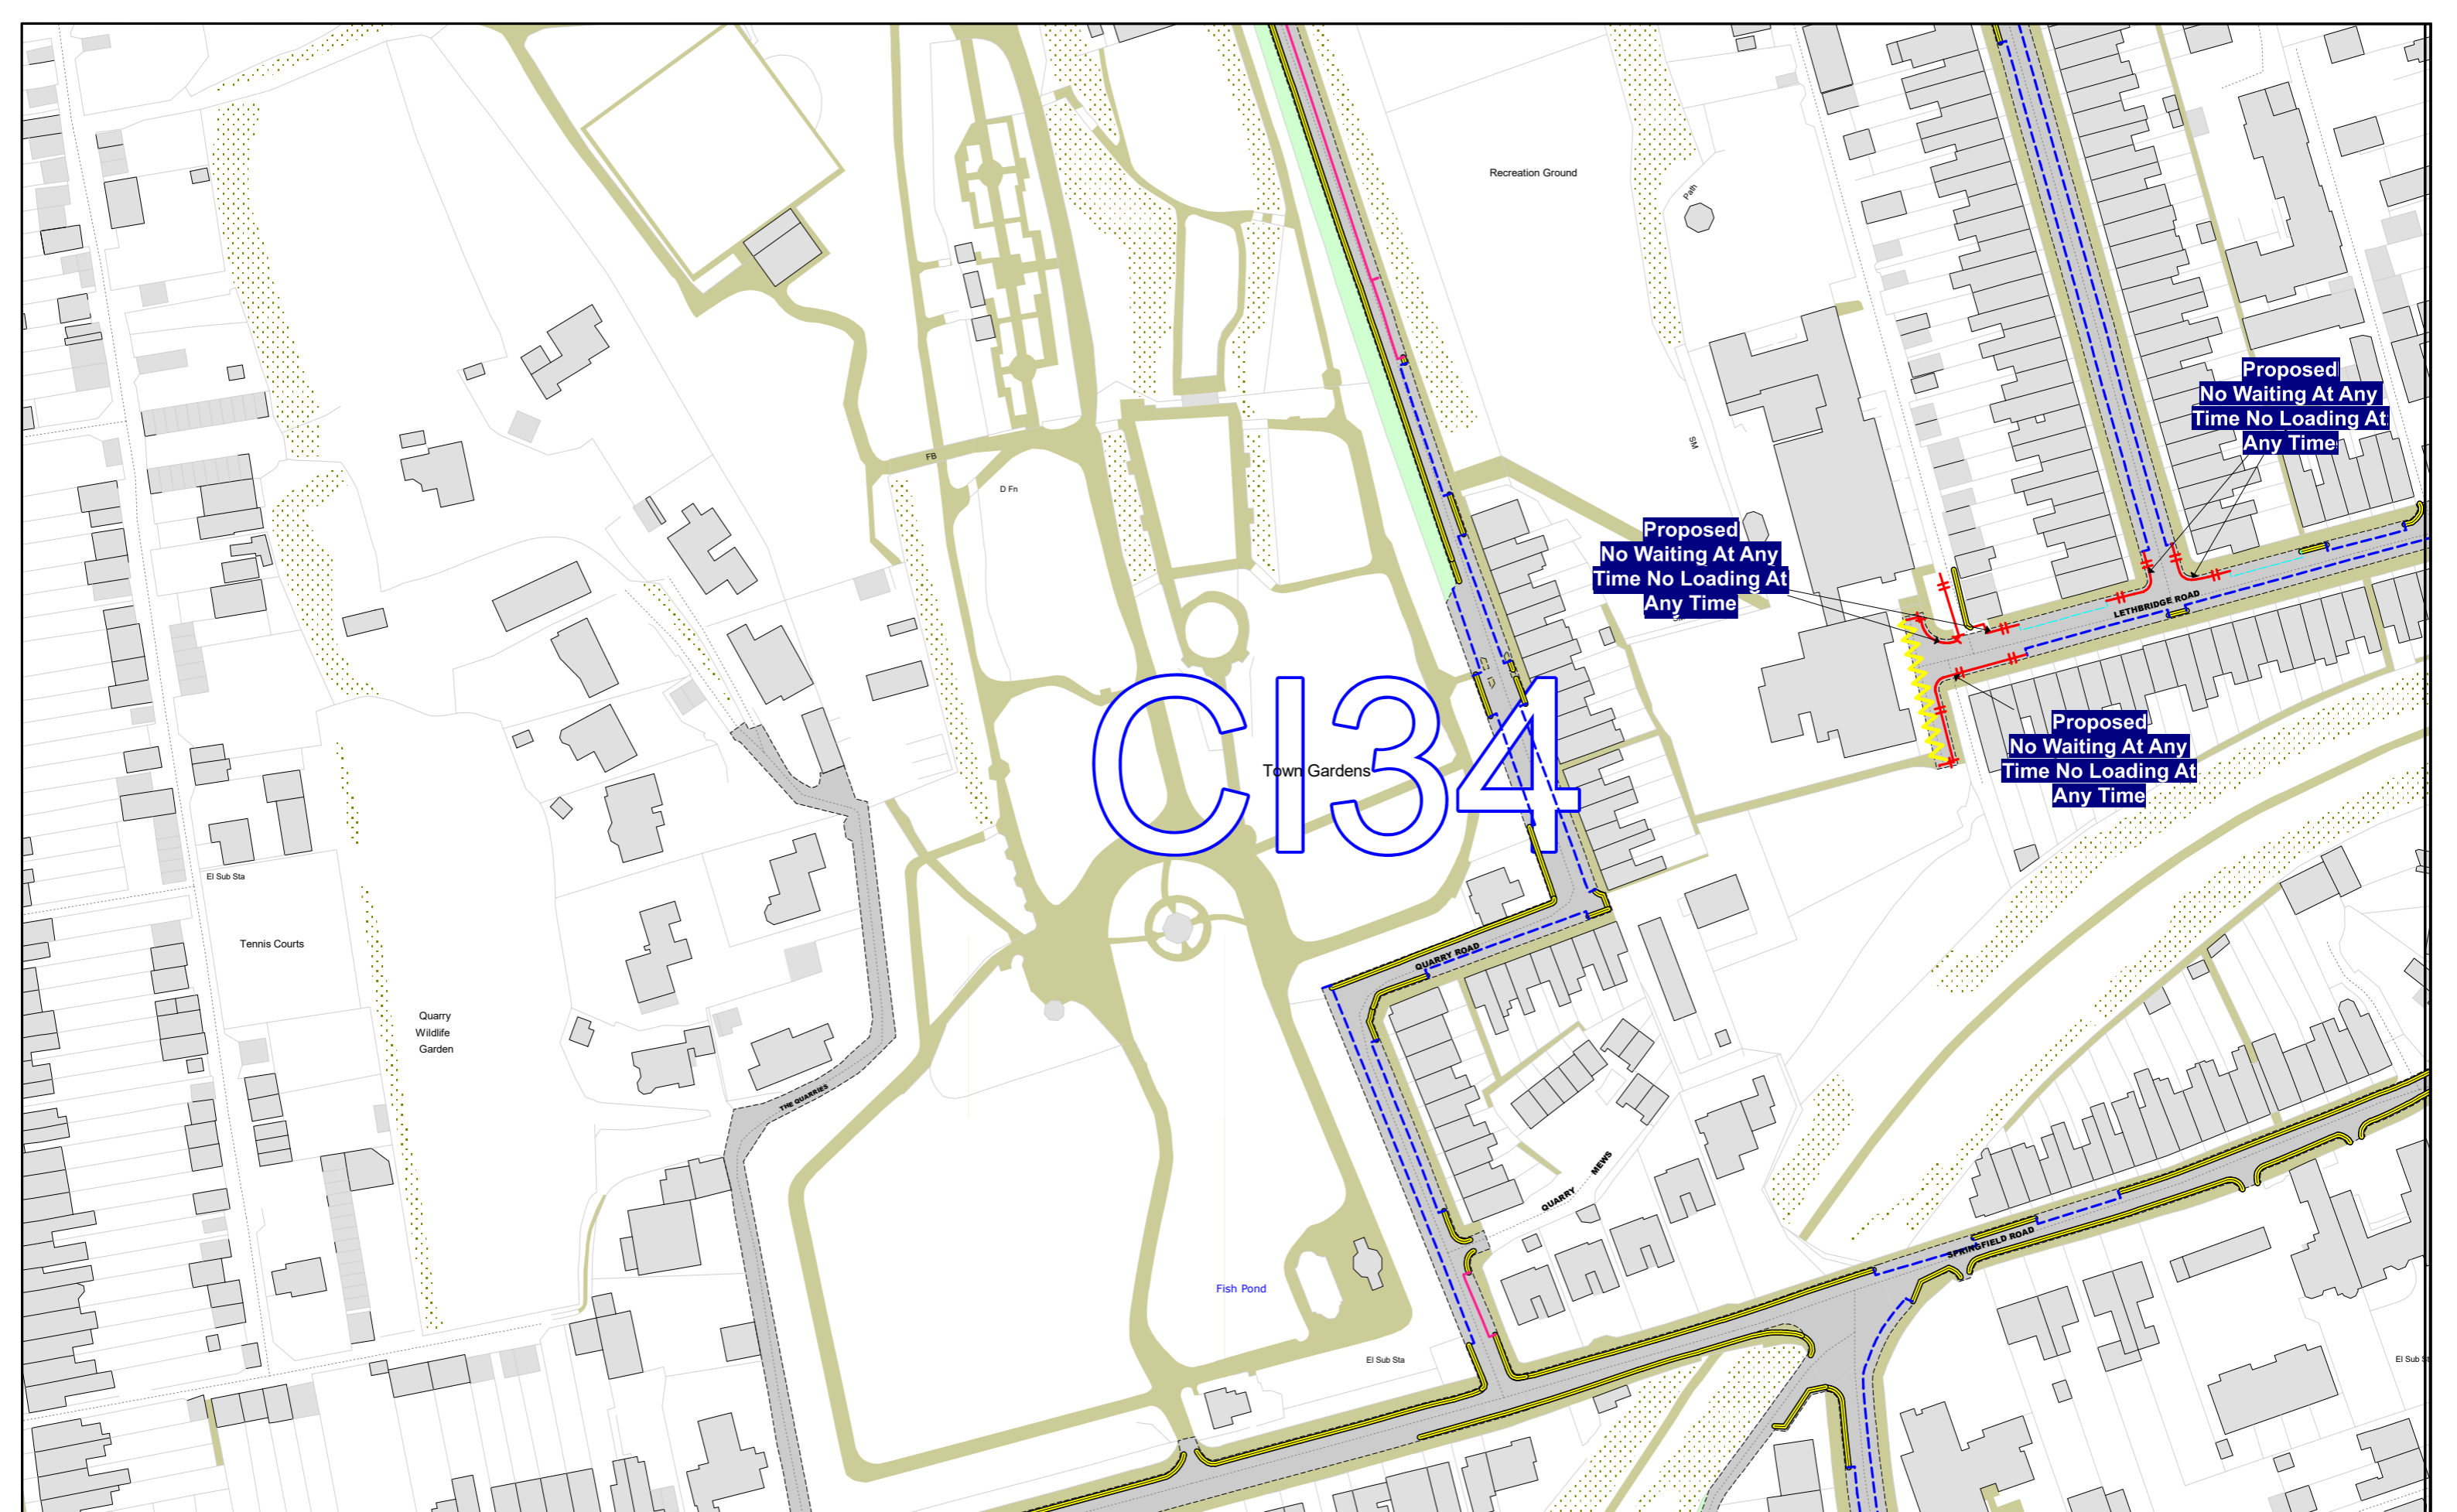 Recreation Ground
Path
Proposed
No Waiting At Any
Time No Loading At
Any Time
SM
FB
D Fn
Proposed
No Waiting At Any
Time No Loading At
Any Time
LETHBRIDGE ROAD
CI34
Town Gardens
Proposed
No Waiting At Any
Time No Loading At
Any Time
El Sub Sta
Tennis Courts
QUARRY ROAD
Quarry
Wildlife
Garden
THE QUARRIES
QUARRY MEWS
SPRINGFIELD ROAD
Fish Pond
El Sub Sta
El Sub